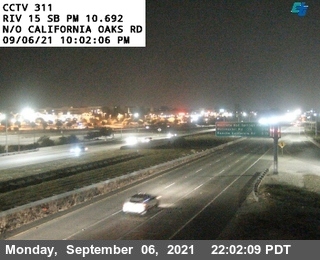 CCTV 311
RIV 15 SB PM 10.692
N/O CALIFORNIA OAKS RD
09/06/21 10:02:06 PM
Monday, September 06, 2021 22:02:09 PDT